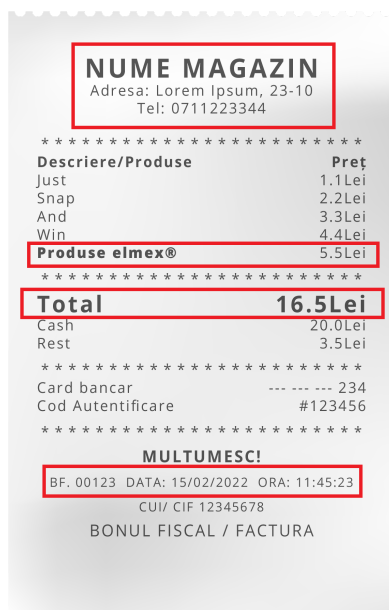 NUME MAGAZIN
Adresa: Lorem Ipsum, 23-10
Tel: 0711223344
* * * * * * * * * * * * * * * * * * * * * * * *
Descriere/Produse Preț
Just 1.1Lei
Snap 2.2Lei
And 3.3Lei
Win 4.4Lei
Produse elmex® 5.5Lei
* * * * * * * * * * * * * * * * * * * * * * * *
Total 16.5Lei
Cash 20.0Lei
Rest 3.5Lei
* * * * * * * * * * * * * * * * * * * * * * * *
Card bancar --- --- --- 234
Cod Autentificare #123456
* * * * * * * * * * * * * * * * * * * * * * * *
MULTUMESC!
BF. 00123 DATA: 15/02/2022 ORA: 11:45:23
CUI/ CIF 12345678
BONUL FISCAL / FACTURA